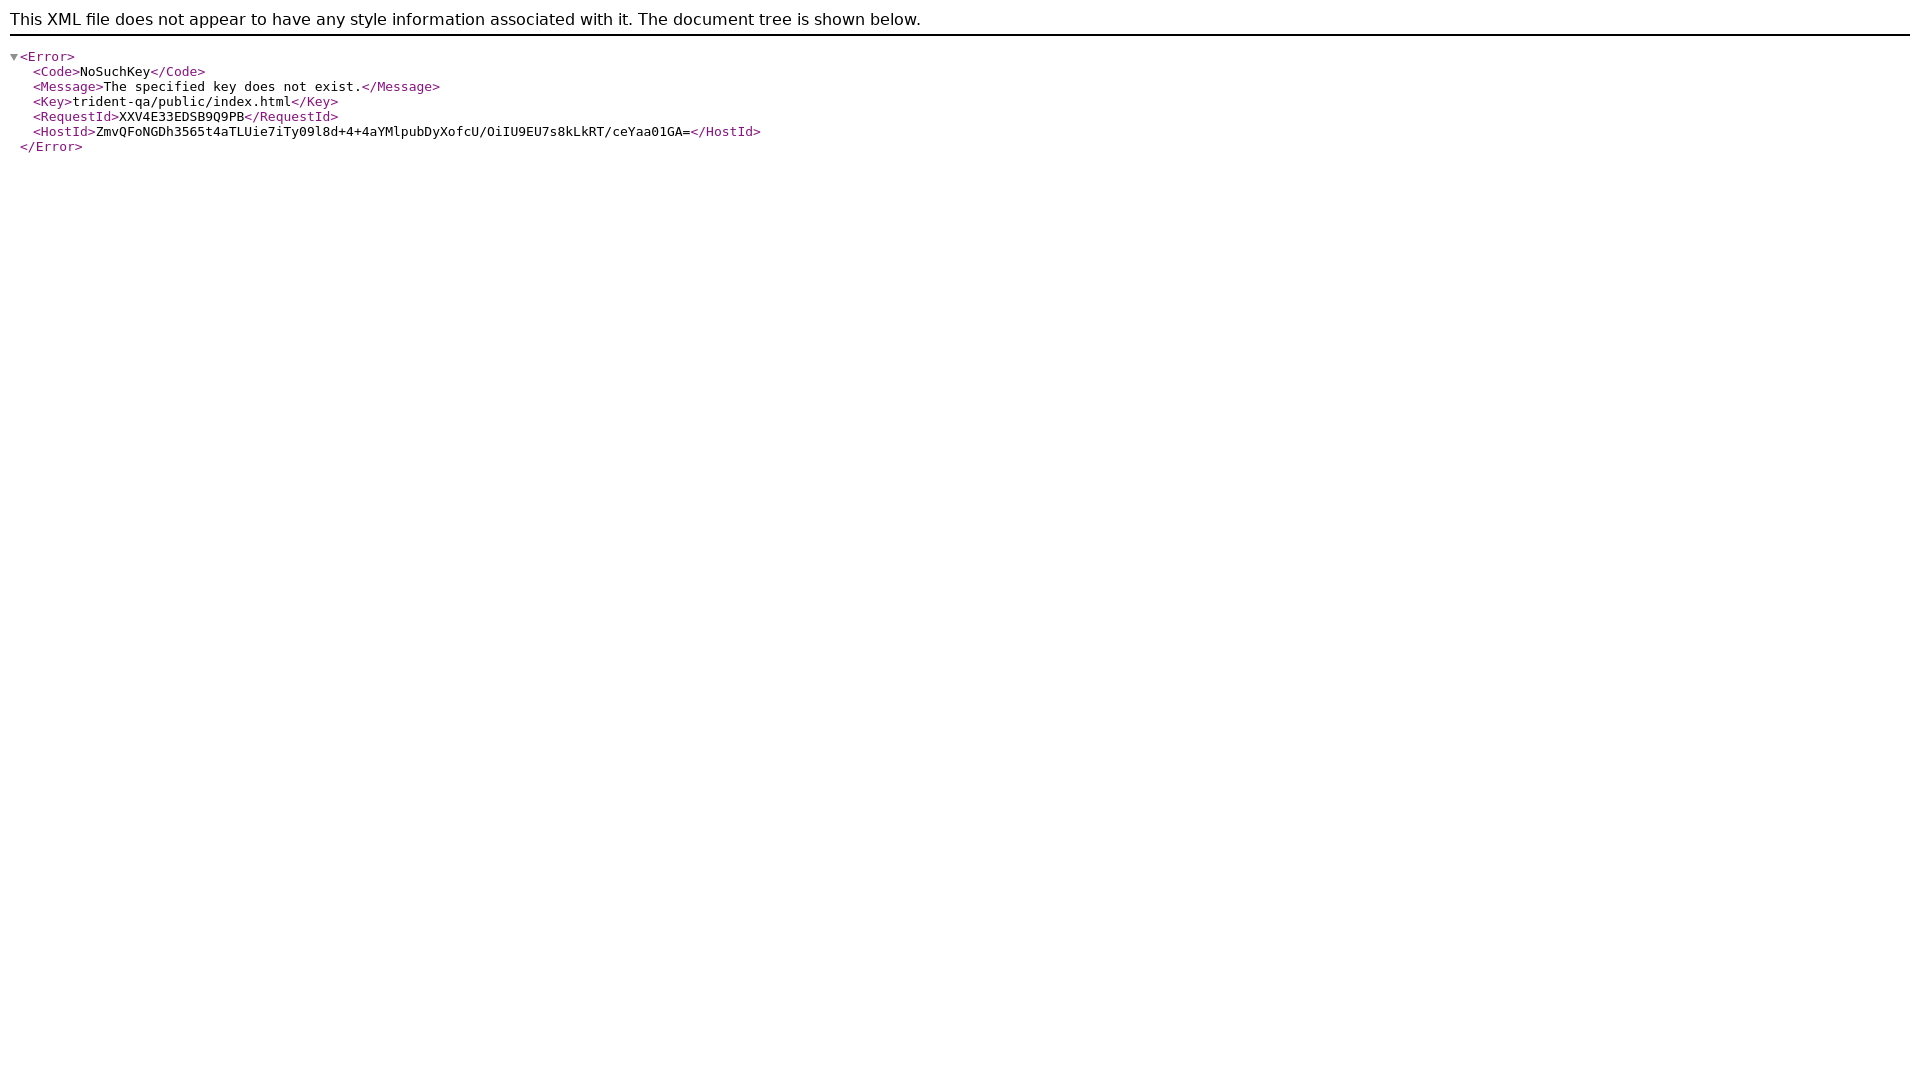 This XML file does not appear to have any style information associated with it. The document tree is shown below.
<Error>
<Code>NoSuchKey</Code>
<Message>The specified key does not exist.</Message>
<Key>trident-qa/public/index.html</Key>
<RequestId>XXV4E33EDSB9Q9PB</RequestId>
<HostId>ZmvQFoNGDh3565t4aTLUie7iTy09l8d+4+4aYMlpubDyXofcU/OiIU9EU7s8kLkRT/ceYaa01GA=</HostId>
</Error>